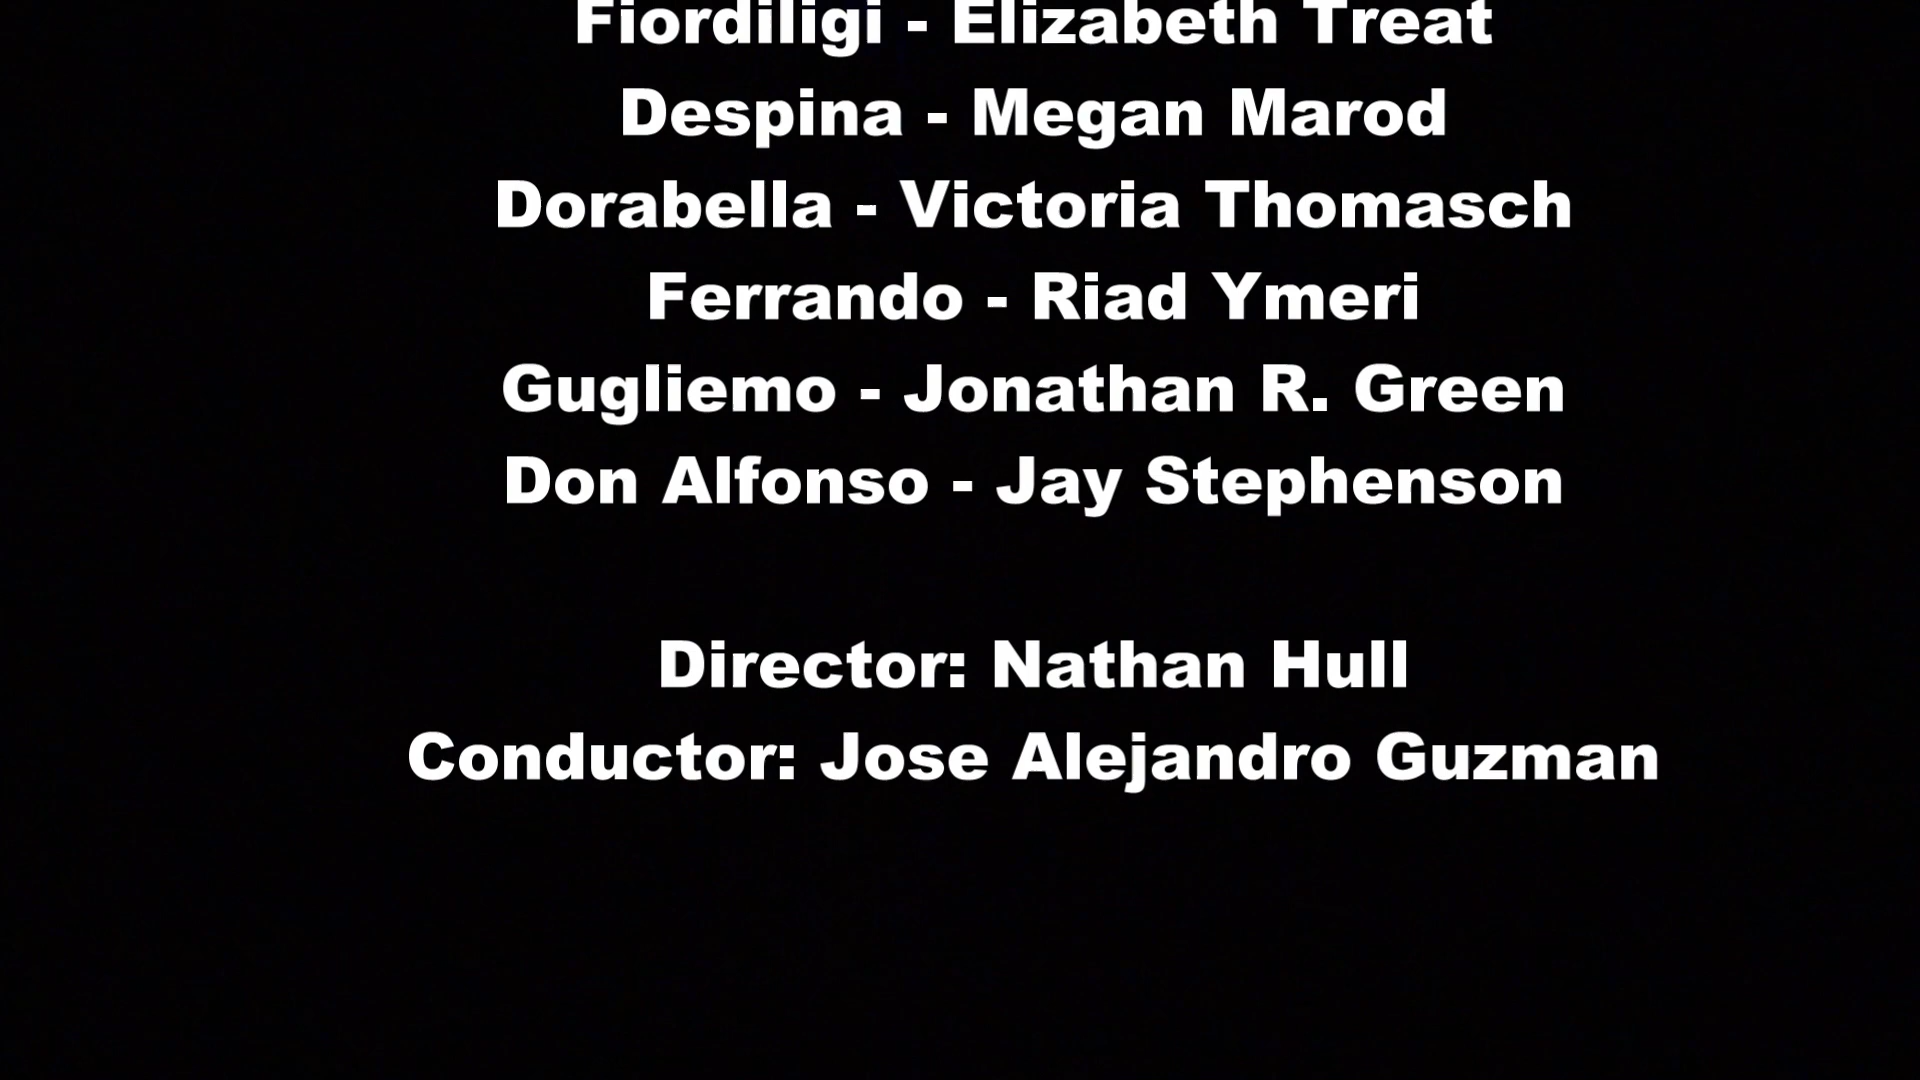 Fiordiligi - Elizabeth Treat
Despina - Megan Marod
Dorabella - Victoria Thomasch
Ferrando - Riad Ymeri
Gugliemo - Jonathan R. Green
Don Alfonso - Jay Stephenson
Director: Nathan Hull
Conductor: Jose Alejandro Guzman